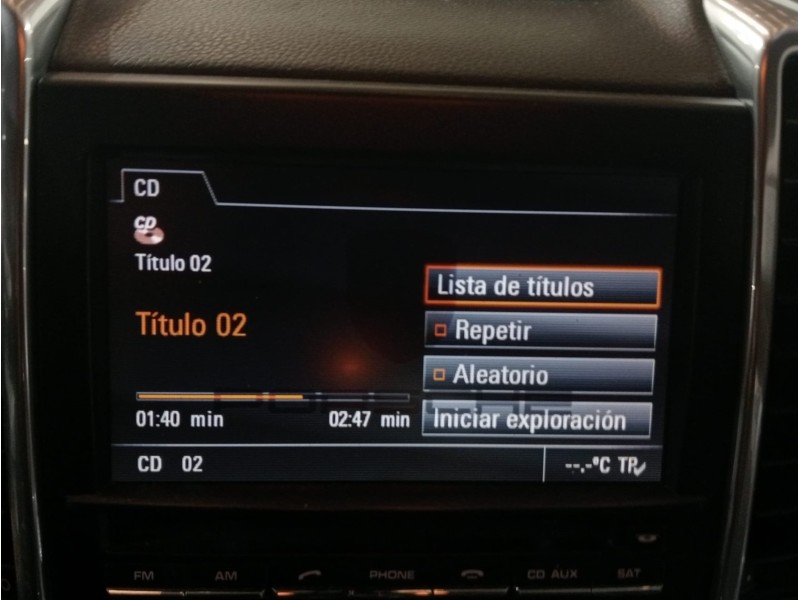 CD
CD
Título 02
Título 02
Lista de títulos
Repetir
Aleatorio
Iniciar exploración
01:40 min
02:47 min
PORSCHE
CD 02
--.-°C TP
FM AM PHONE CD AUX SAT